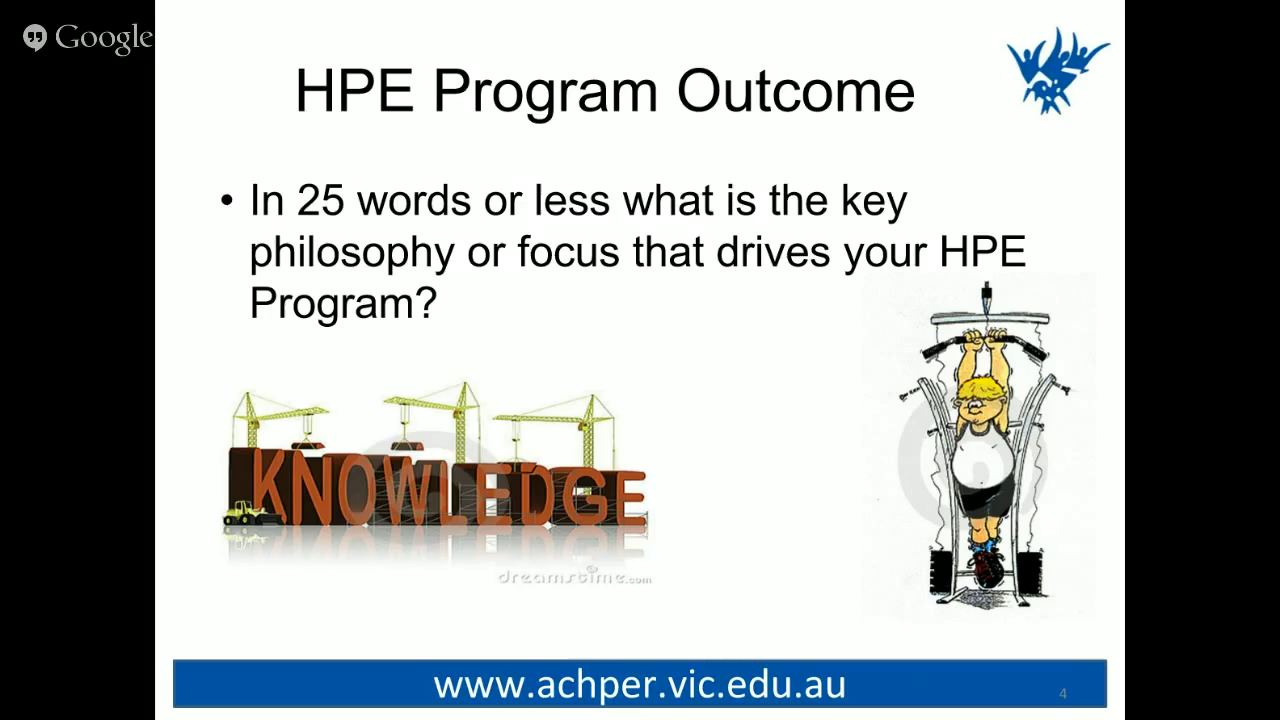 Google
HPE Program Outcome
• In 25 words or less what is the key
philosophy or focus that drives your HPE
Program?
KNOWLEDGE
dreamstime.com
www.achper.vic.edu.au
4